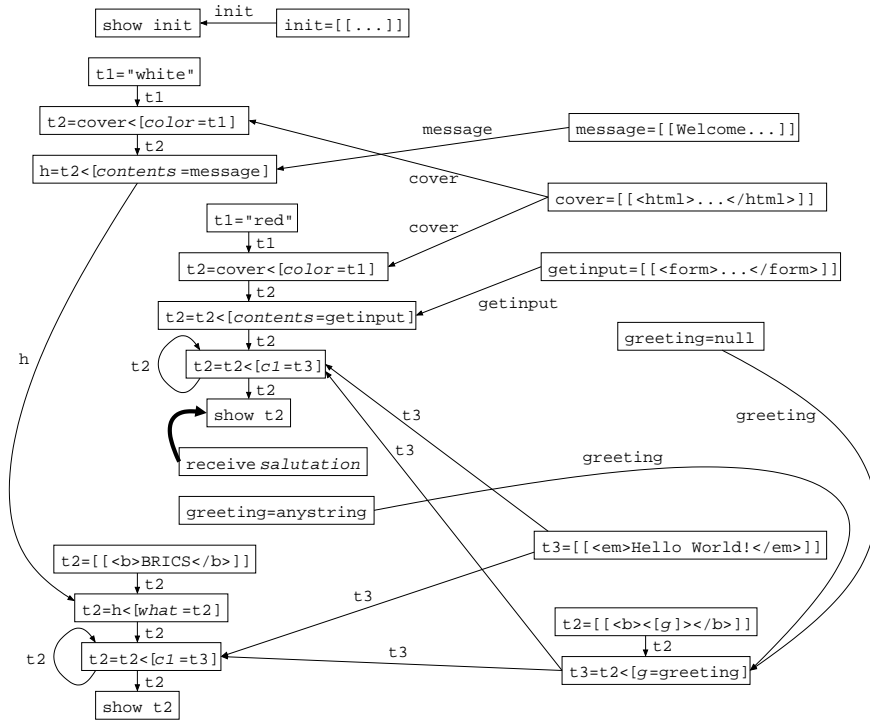 init
show init
init=[[...]]
t1="white"
t1
t2=cover<[color=t1]
message
message=[[Welcome...]]
t2
h=t2<[contents=message]
cover
cover=[[<html>...</html>]]
t1="red"
cover
t1
t2=cover<[color=t1]
getinput=[[<form>...</form>]]
t2
getinput
t2=t2<[contents=getinput]
t2
greeting=null
h
t2
t2=t2<[c1=t3]
t2
greeting
show t2
t3
t3
receive salutation
greeting
greeting=anystring
t3=[[<em>Hello World!</em>]]
t2=[[<b>BRICS</b>]]
t2
t3
t2=h<[what=t2]
t2=[[<b><[g]></b>]]
t2
t2
t2
t2=t2<[c1=t3]
t3
t3=t2<[g=greeting]
t2
show t2